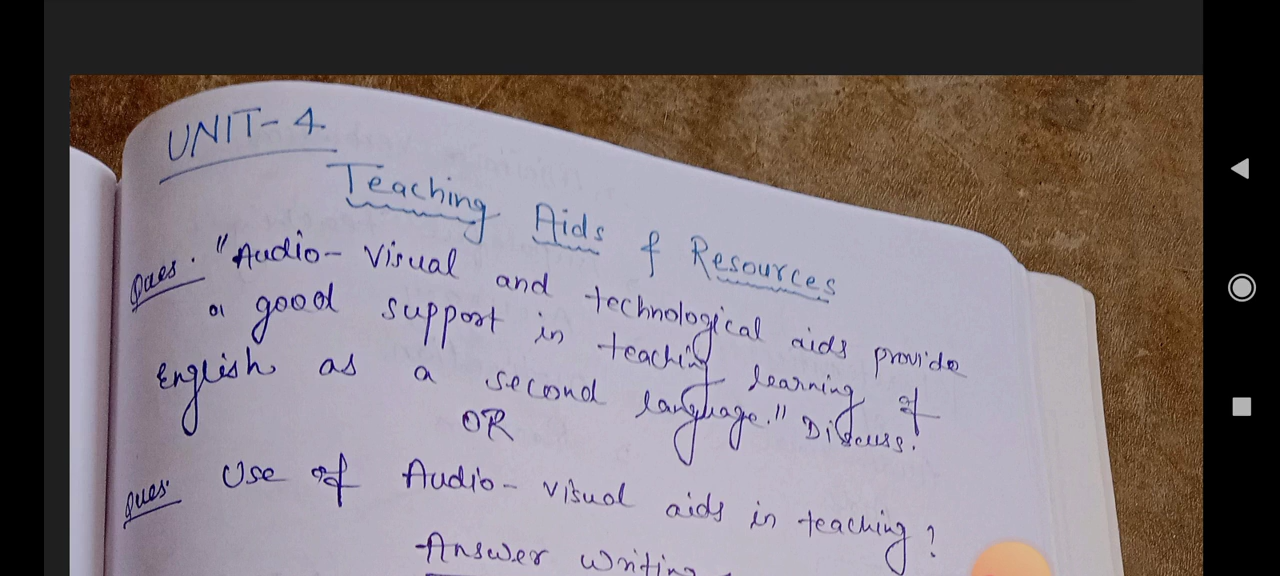 UNIT-4
Teaching Aids & Resources
Ques. "Audio-Visual and technological aids provide
a good support in teaching learning of
English as a second language." Discuss.
OR
Ques. Use of Audio-visual aids in teaching?
Answer writing